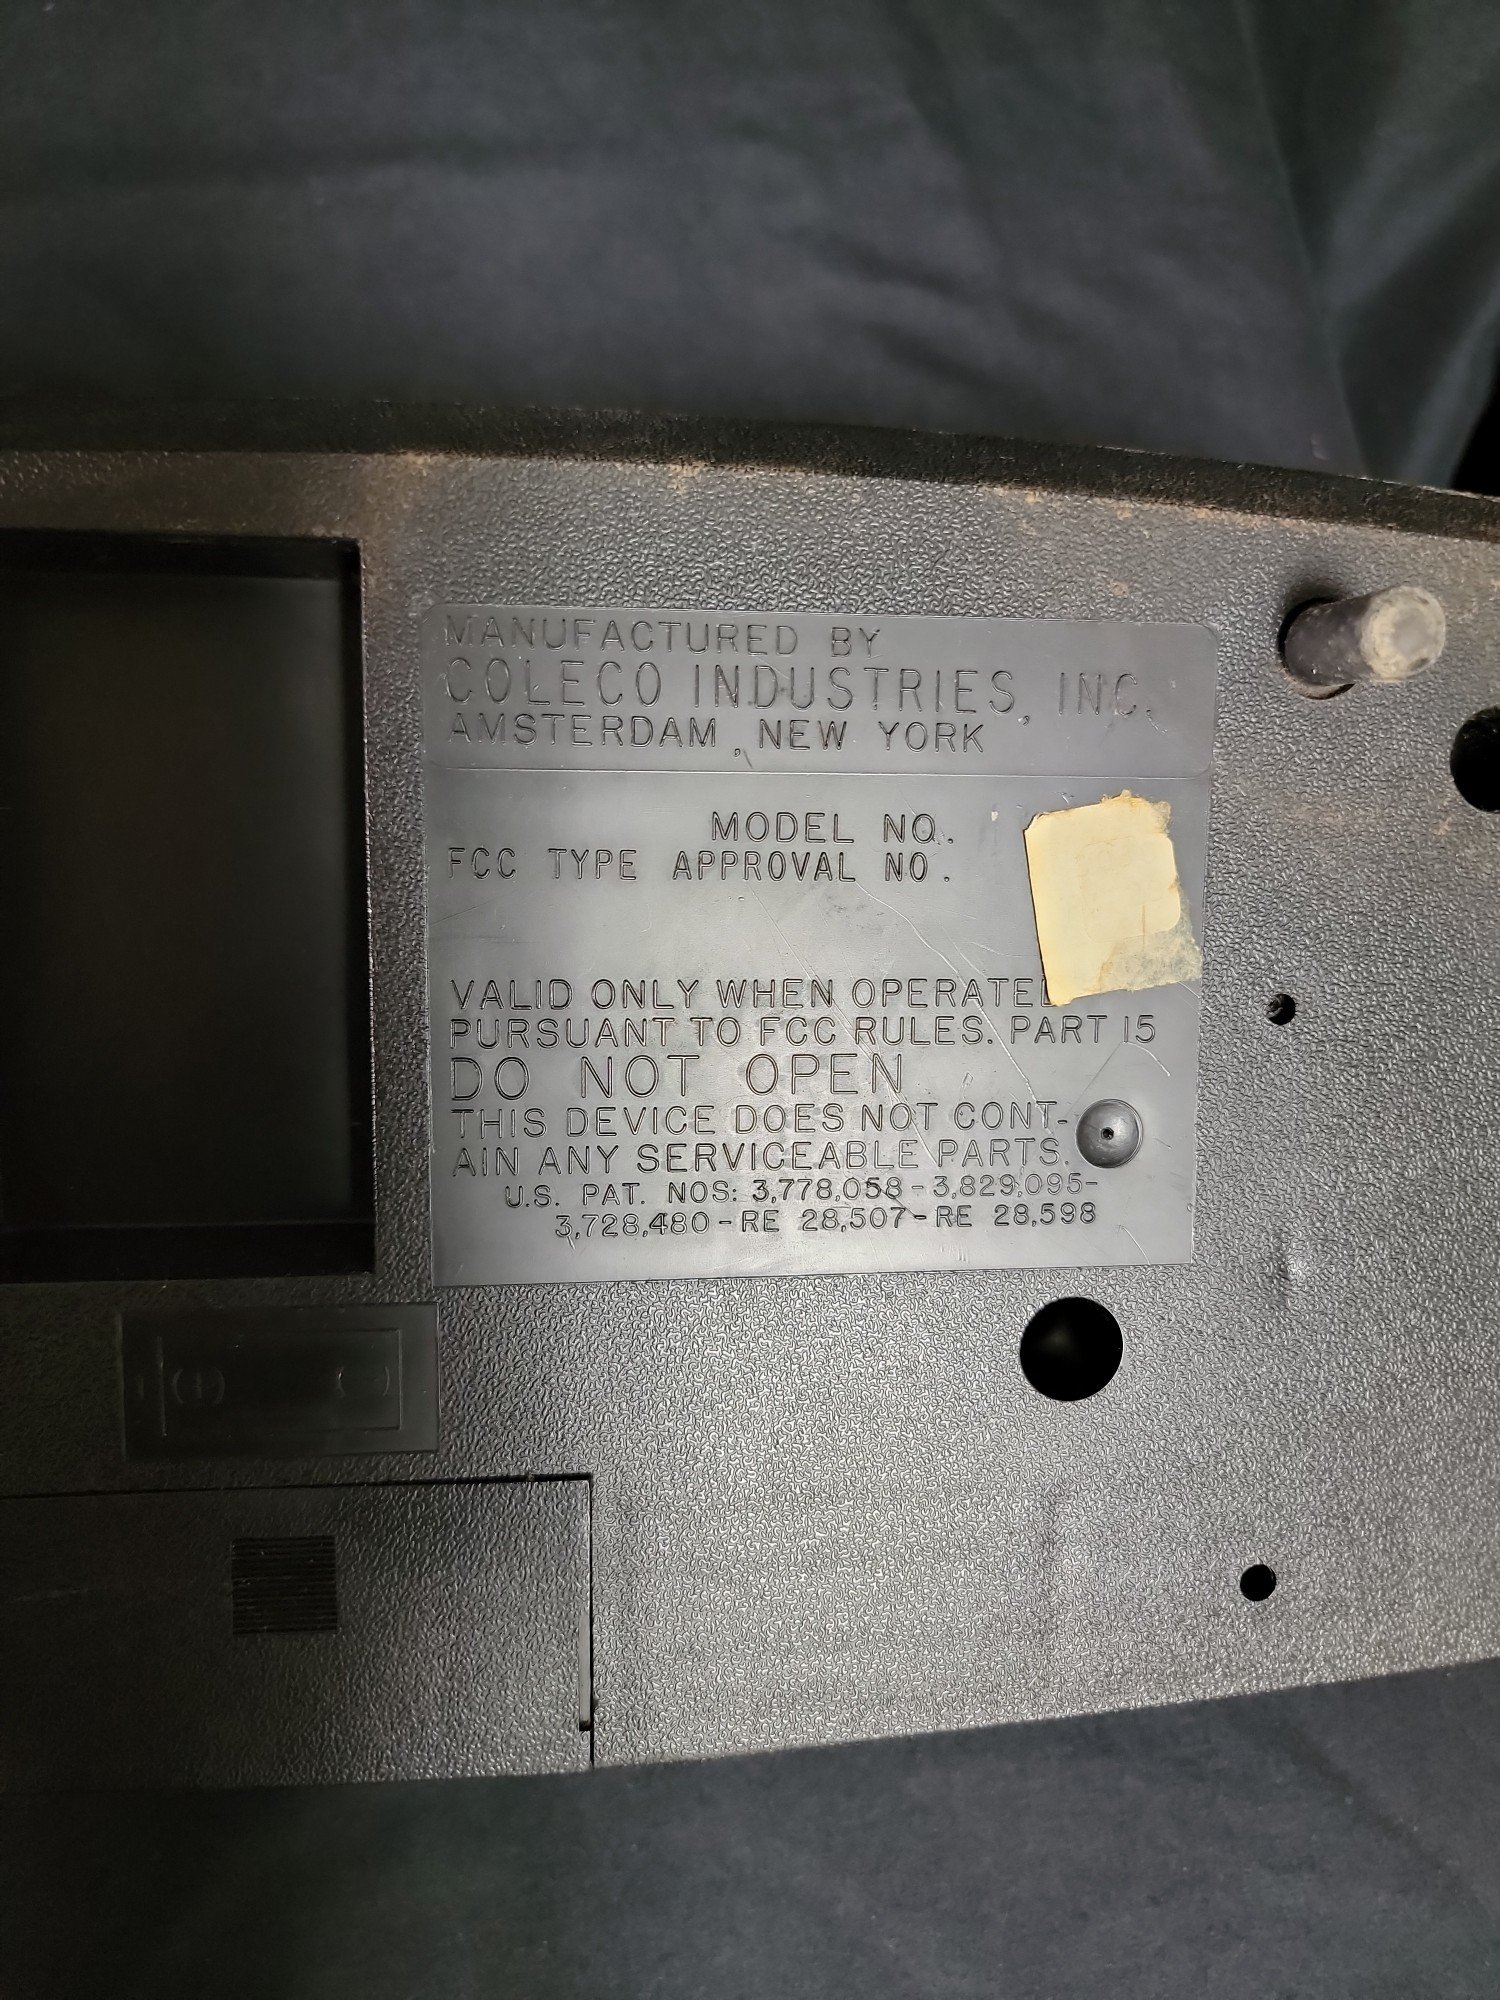 MANUFACTURED BY
COLECO INDUSTRIES, INC.
AMSTERDAM, NEW YORK
MODEL NO.
FCC TYPE APPROVAL NO.
VALID ONLY WHEN OPERATED
PURSUANT TO FCC RULES. PART 15
DO NOT OPEN
THIS DEVICE DOES NOT CONT-
AIN ANY SERVICEABLE PARTS.
U.S. PAT. NOS: 3,778,058-3,829,095-
3,728,480-RE 28,507-RE 28,598
(+) (-)